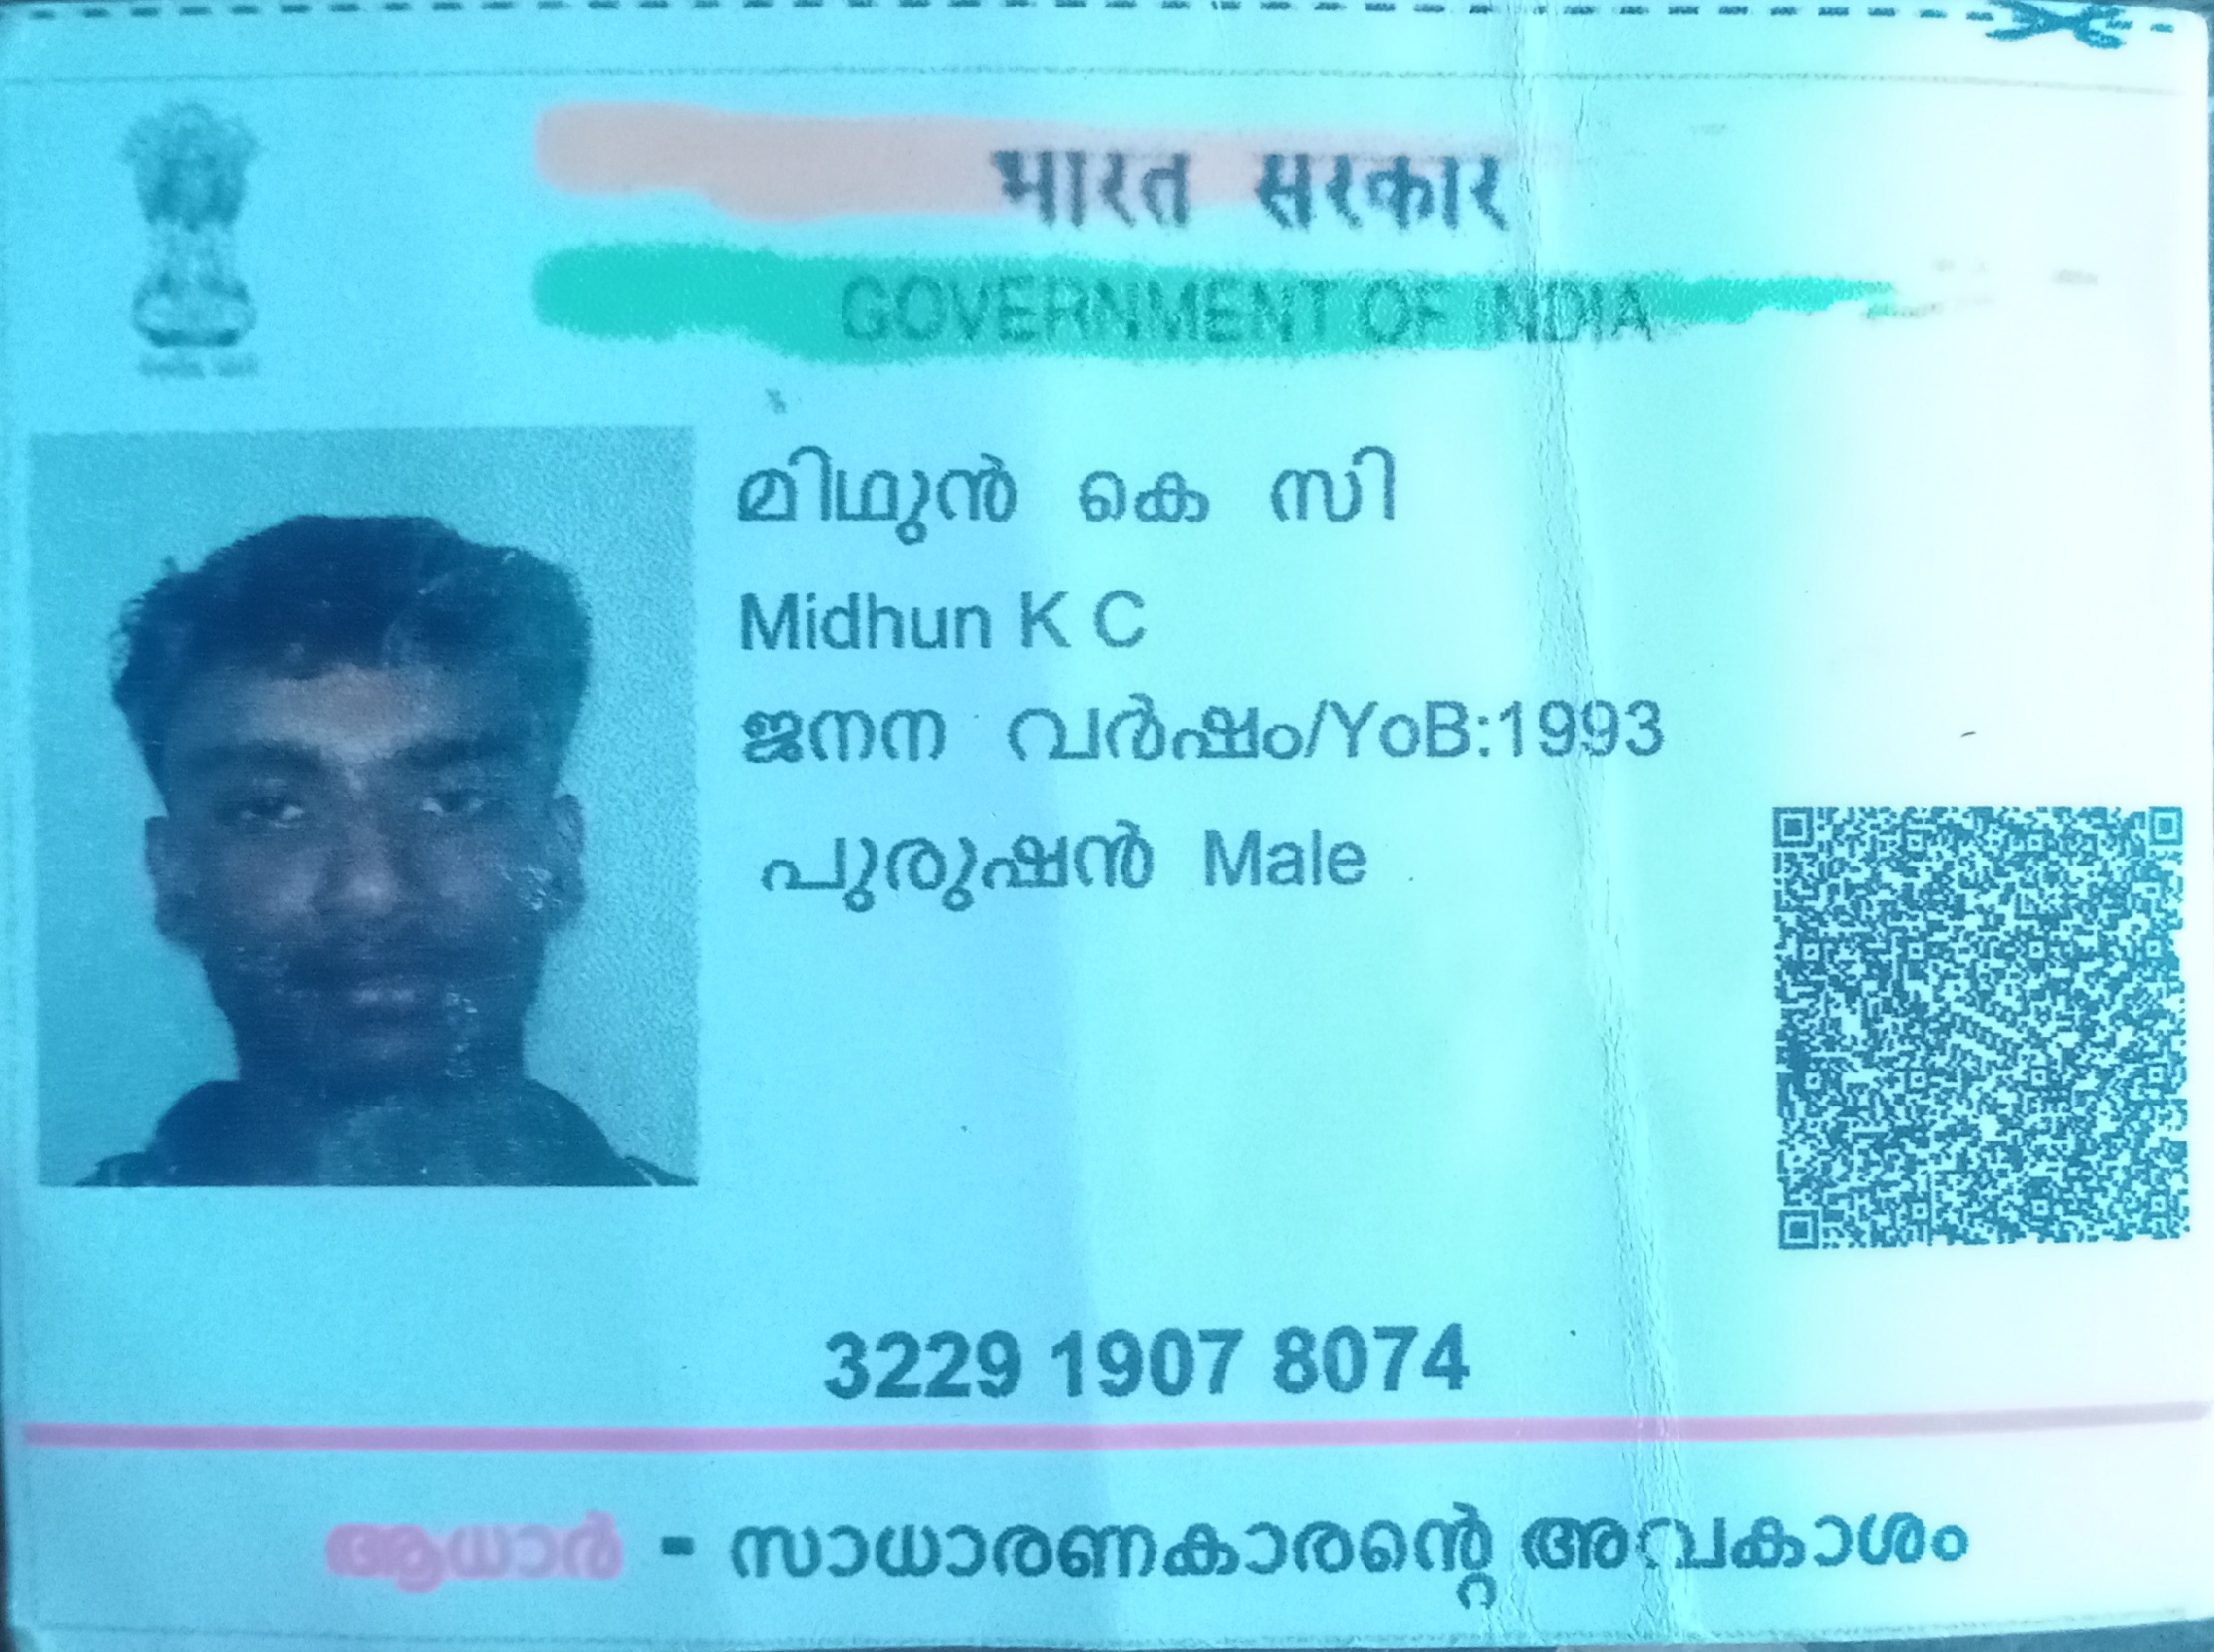 भारत सरकार
GOVERNMENT OF INDIA
മിഥുൻ കെ സി
Midhun K C
ജനന വർഷം/YoB:1993
പുരുഷൻ Male
3229 1907 8074
ആധാർ - സാധാരണകാരന്റെ അവകാശം